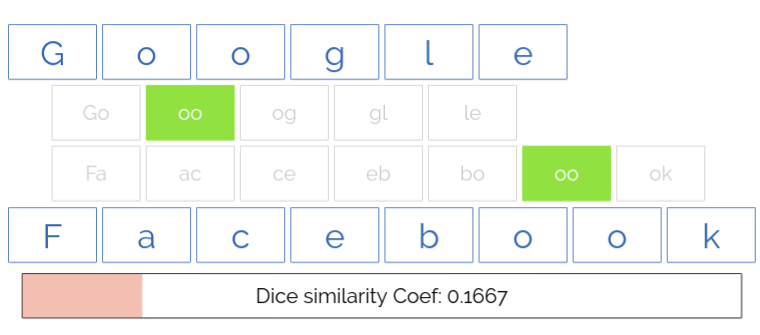 G o o g l e
Go oo og gl le
Fa ac ce eb bo oo ok
F a c e b o o k
Dice similarity Coef: 0.1667